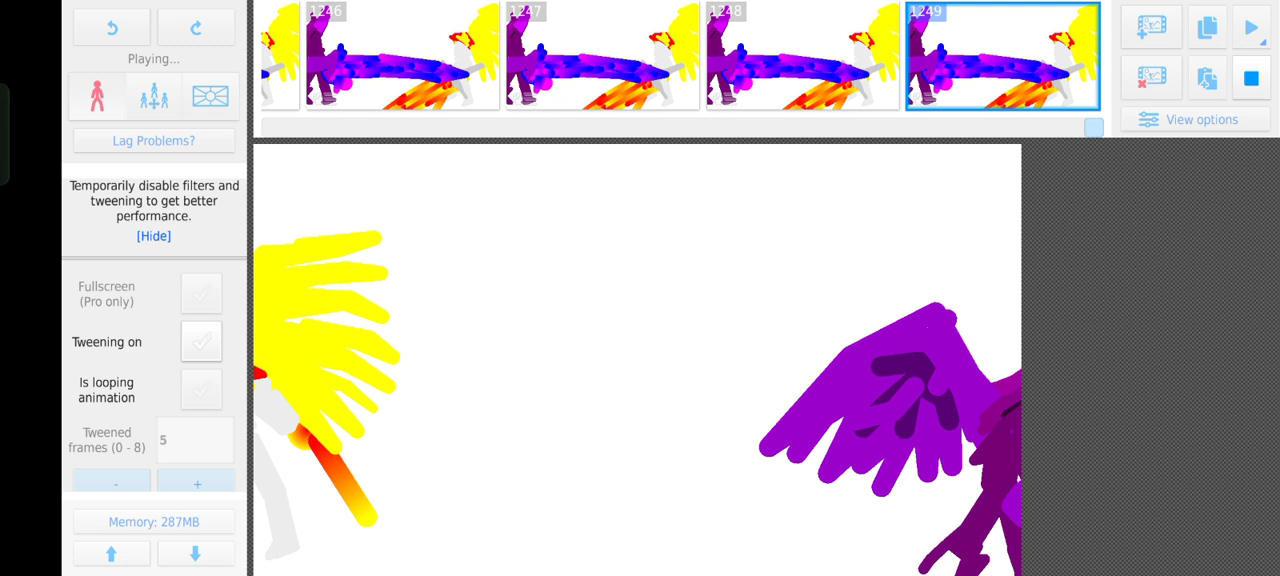 1246
1247
1248
1249
Playing...
Lag Problems?
Temporarily disable filters and
tweening to get better
performance.
[Hide]
Fullscreen
(Pro only)
Tweening on
Is looping
animation
Tweened
frames (0 - 8)
5
-
+
Memory: 287MB
View options